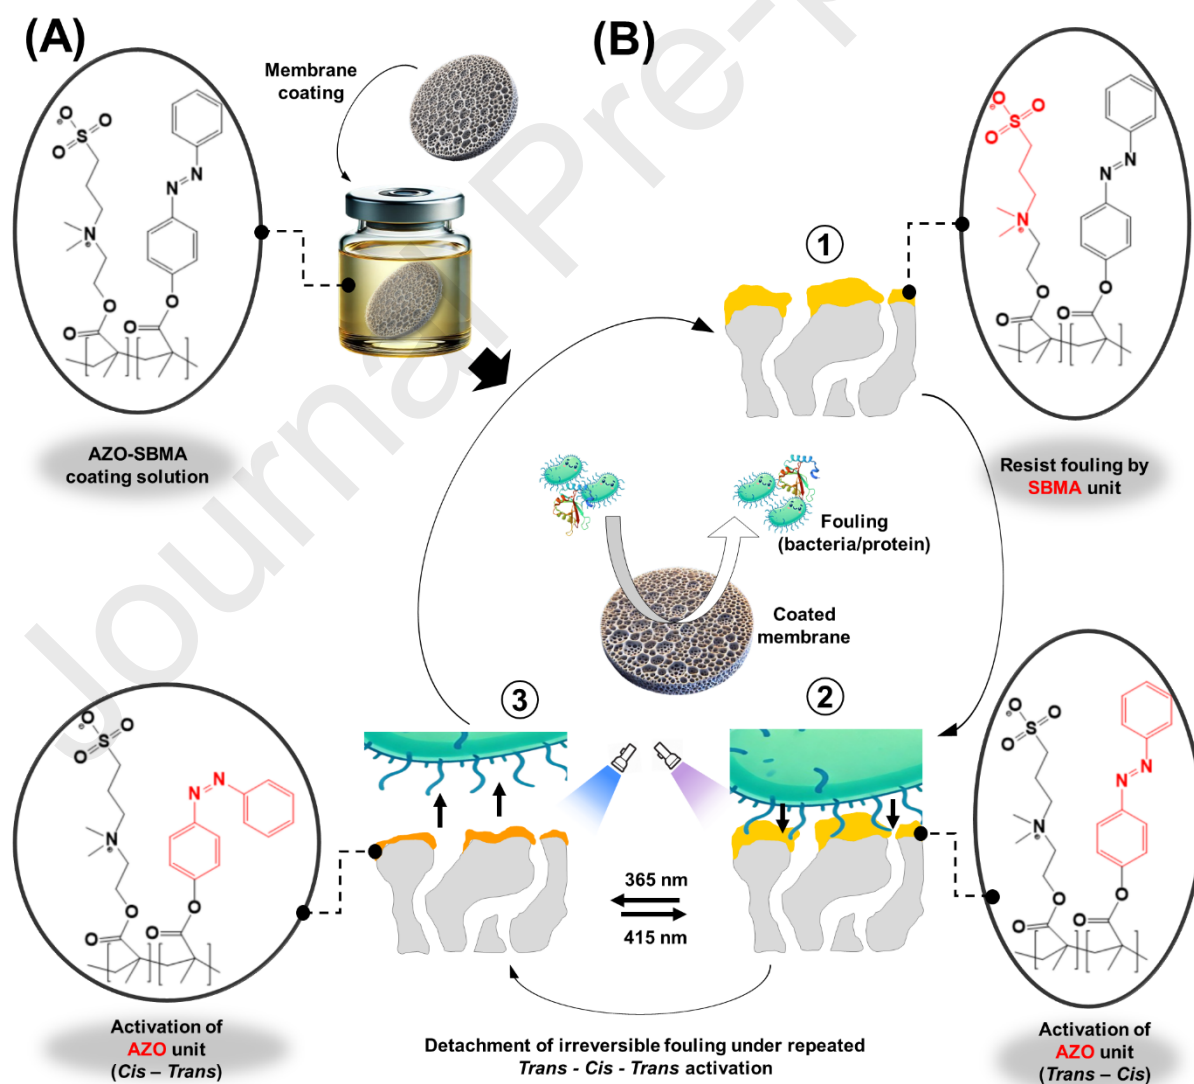 (A)
(B)
Journal Pre-p
Membrane
coating
AZO-SBMA
coating solution
O
⊖
O
S
O
N
⊕
N
N
O
O
O
O
1
O
⊖
O
S
O
N
⊕
N
N
O
O
O
O
Resist fouling by
SBMA unit
Fouling
(bacteria/protein)
Coated
membrane
3
2
O
⊖
O
S
O
N
⊕
N
N
O
O
O
O
365 nm
415 nm
O
⊖
O
S
O
N
⊕
N
N
O
O
O
O
Activation of
AZO unit
(Cis – Trans)
Detachment of irreversible fouling under repeated
Trans - Cis - Trans activation
Activation of
AZO unit
(Trans – Cis)